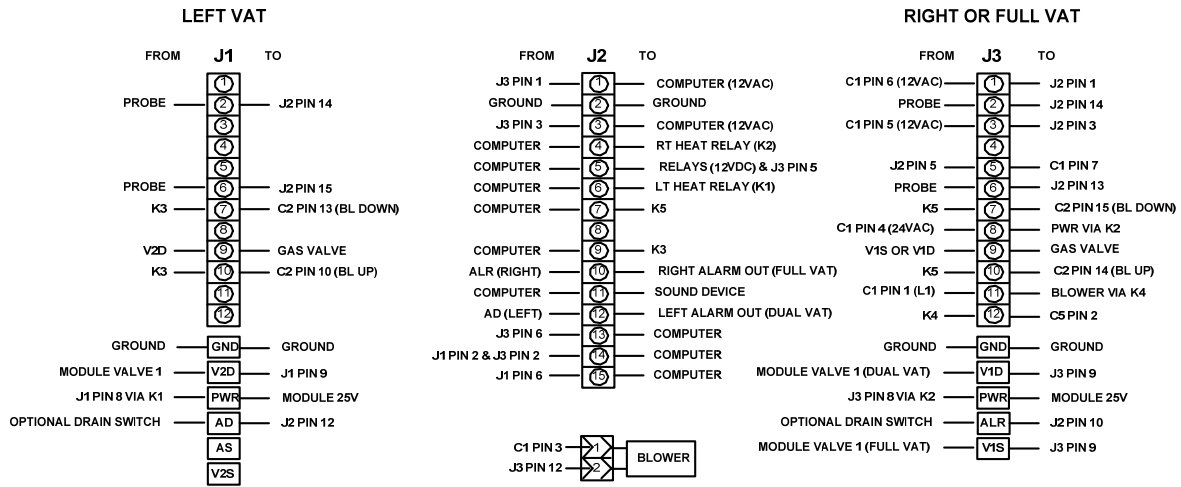 LEFT VAT
FROM J1 TO
1
PROBE 2 J2 PIN 14
3
4
5
PROBE 6 J2 PIN 15
K3 7 C2 PIN 13 (BL DOWN)
8
V2D 9 GAS VALVE
K3 10 C2 PIN 10 (BL UP)
11
12
GROUND GND GROUND
MODULE VALVE 1 V2D J1 PIN 9
J1 PIN 8 VIA K1 PWR MODULE 25V
OPTIONAL DRAIN SWITCH AD J2 PIN 12
AS
V2S
FROM J2 TO
J3 PIN 1 1 COMPUTER (12VAC)
GROUND 2 GROUND
J3 PIN 3 3 COMPUTER (12VAC)
COMPUTER 4 RT HEAT RELAY (K2)
COMPUTER 5 RELAYS (12VDC) & J3 PIN 5
COMPUTER 6 LT HEAT RELAY (K1)
COMPUTER 7 K5
8
COMPUTER 9 K3
ALR (RIGHT) 10 RIGHT ALARM OUT (FULL VAT)
COMPUTER 11 SOUND DEVICE
AD (LEFT) 12 LEFT ALARM OUT (DUAL VAT)
J3 PIN 6 13 COMPUTER
J1 PIN 2 & J3 PIN 2 14 COMPUTER
J1 PIN 6 15 COMPUTER
C1 PIN 3 1
J3 PIN 12 2
BLOWER
RIGHT OR FULL VAT
FROM J3 TO
C1 PIN 6 (12VAC) 1 J2 PIN 1
PROBE 2 J2 PIN 14
C1 PIN 5 (12VAC) 3 J2 PIN 3
4
J2 PIN 5 5 C1 PIN 7
PROBE 6 J2 PIN 13
K5 7 C2 PIN 15 (BL DOWN)
C1 PIN 4 (24VAC) 8 PWR VIA K2
V1S OR V1D 9 GAS VALVE
K5 10 C2 PIN 14 (BL UP)
C1 PIN 1 (L1) 11 BLOWER VIA K4
K4 12 C5 PIN 2
GROUND GND GROUND
MODULE VALVE 1 (DUAL VAT) V1D J3 PIN 9
J3 PIN 8 VIA K2 PWR MODULE 25V
OPTIONAL DRAIN SWITCH ALR J2 PIN 10
MODULE VALVE 1 (FULL VAT) V1S J3 PIN 9